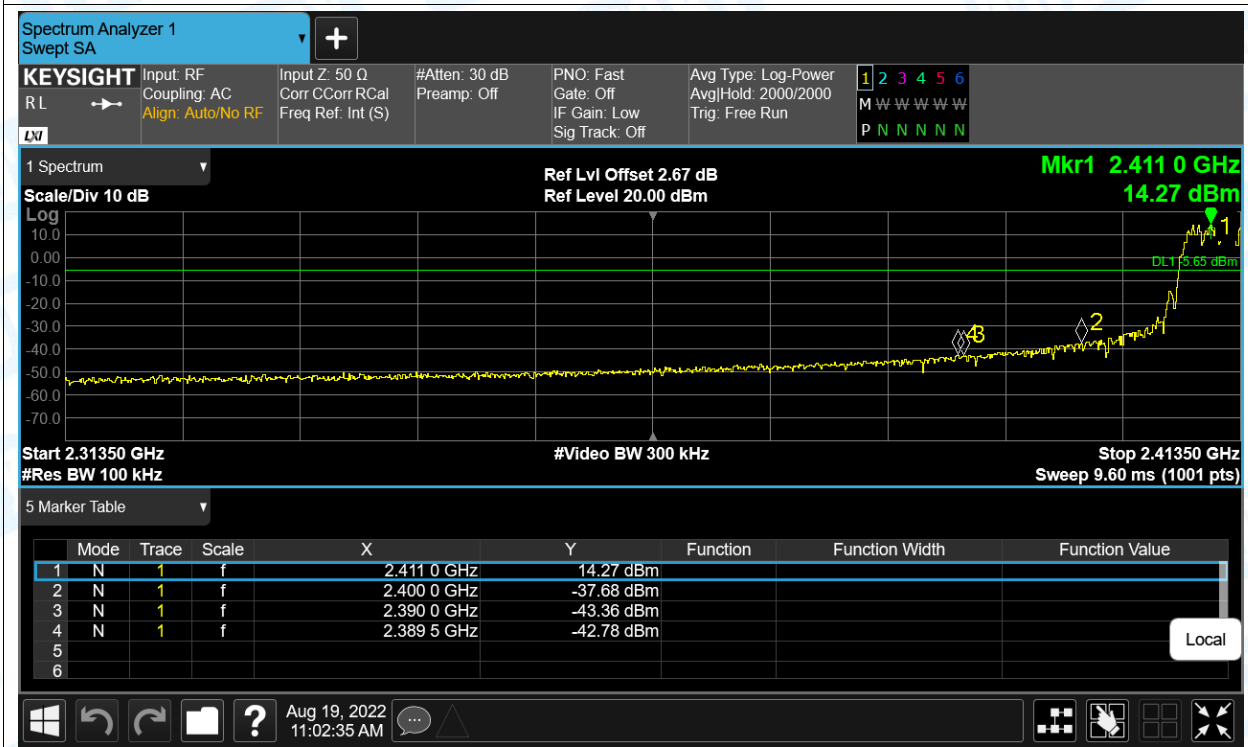 Spectrum Analyzer 1
Swept SA
KEYSIGHT
R L
LXI
Input: RF
Coupling: AC
Align: Auto/No RF
Input Z: 50 Ω
Corr CCorr RCal
Freq Ref: Int (S)
#Atten: 30 dB
Preamp: Off
PNO: Fast
Gate: Off
IF Gain: Low
Sig Track: Off
Avg Type: Log-Power
Avg|Hold: 2000/2000
Trig: Free Run
1 2 3 4 5 6
M W W W W W
P N N N N N
1 Spectrum
Scale/Div 10 dB
Ref Lvl Offset 2.67 dB
Ref Level 20.00 dBm
Mkr1 2.411 0 GHz
14.27 dBm
Log
10.0
0.00
-10.0
-20.0
-30.0
-40.0
-50.0
-60.0
-70.0
1
DL1 -5.65 dBm
2
43
Start 2.31350 GHz
#Video BW 300 kHz
Stop 2.41350 GHz
#Res BW 100 kHz
Sweep 9.60 ms (1001 pts)
5 Marker Table
Mode Trace Scale X Y Function Function Width Function Value
1 N 1 f 2.411 0 GHz 14.27 dBm
2 N 1 f 2.400 0 GHz -37.68 dBm
3 N 1 f 2.390 0 GHz -43.36 dBm
4 N 1 f 2.389 5 GHz -42.78 dBm
5
6
Local
?
Aug 19, 2022
11:02:35 AM